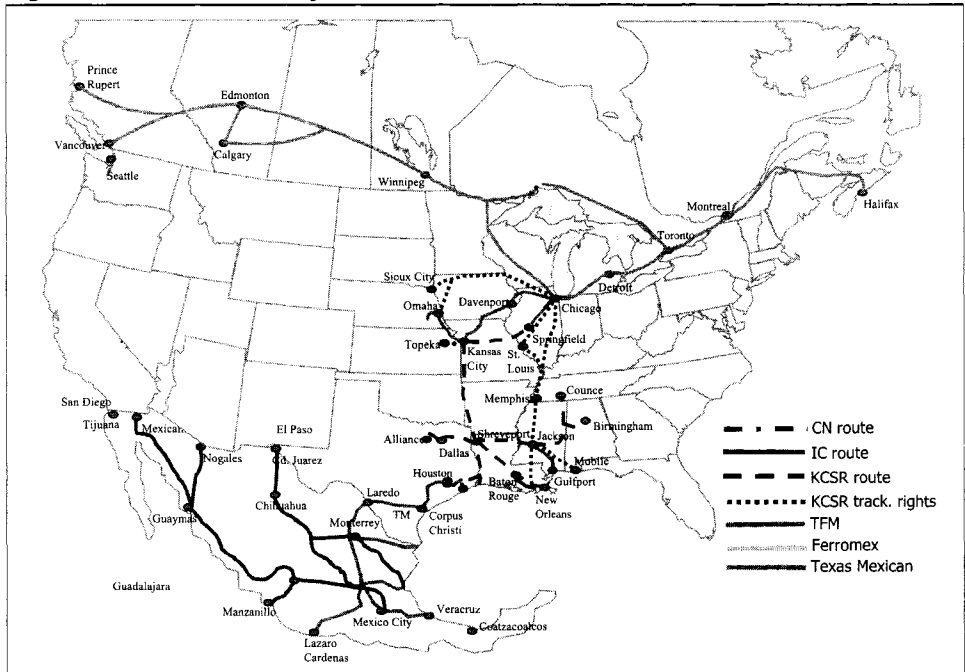 Prince
Rupert
Edmonton
Vancouver
Calgary
Seattle
Winnipeg
Montreal
Halifax
Toronto
Sioux City
Detroit
Davenport
Chicago
Omaha
Springfield
Topeka
Kansas
City
St.
Louis
Counce
Memphis
San Diego
Birmingham
Tijuana
Mexican
El Paso
Alliance
Shreveport
Jackson
CN route
Dallas
Nogales
Cd. Juarez
IC route
Houston
Mobile
Baton
Rouge
Gulfport
KCSR route
Laredo
New
Orleans
Chihuahua
TM
Corpus
Christi
KCSR track. rights
Guaymas
Monterrey
TFM
Ferromex
Texas Mexican
Guadalajara
Manzanillo
Veracruz
Mexico City
Coatzacoalcos
Lazaro
Cardenas